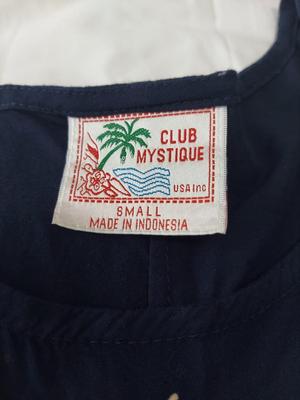 CLUB
MYSTIQUE
USA Inc
SMALL
MADE IN INDONESIA